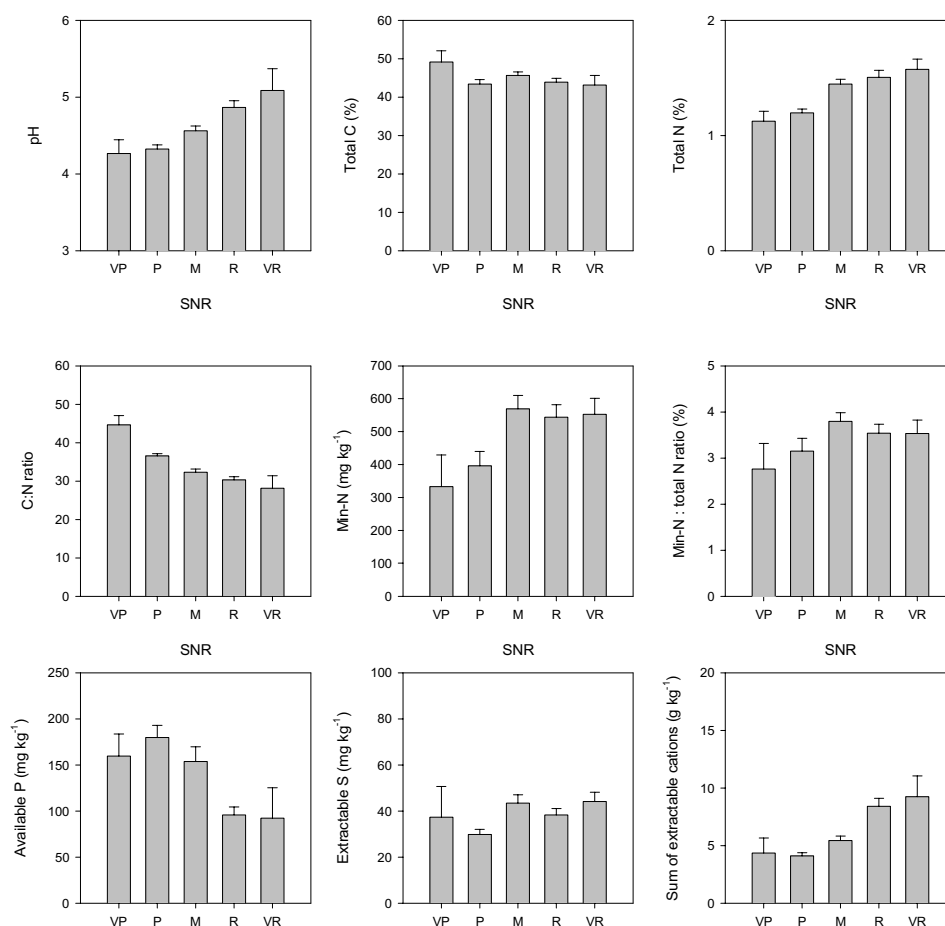 pH
6
5
4
3
VP P M R VR
SNR
Total C (%)
60
50
40
30
20
10
0
VP P M R VR
SNR
Total N (%)
2
1
0
VP P M R VR
SNR
C:N ratio
60
50
40
30
20
10
0
VP P M R VR
SNR
Min-N (mg kg⁻¹)
700
600
500
400
300
200
100
0
VP P M R VR
SNR
Min-N : total N ratio (%)
5
4
3
2
1
0
VP P M R VR
SNR
Available P (mg kg⁻¹)
250
200
150
100
50
0
VP P M R VR
Extractable S (mg kg⁻¹)
100
80
60
40
20
0
VP P M R VR
Sum of extractable cations (g kg⁻¹)
20
15
10
5
0
VP P M R VR